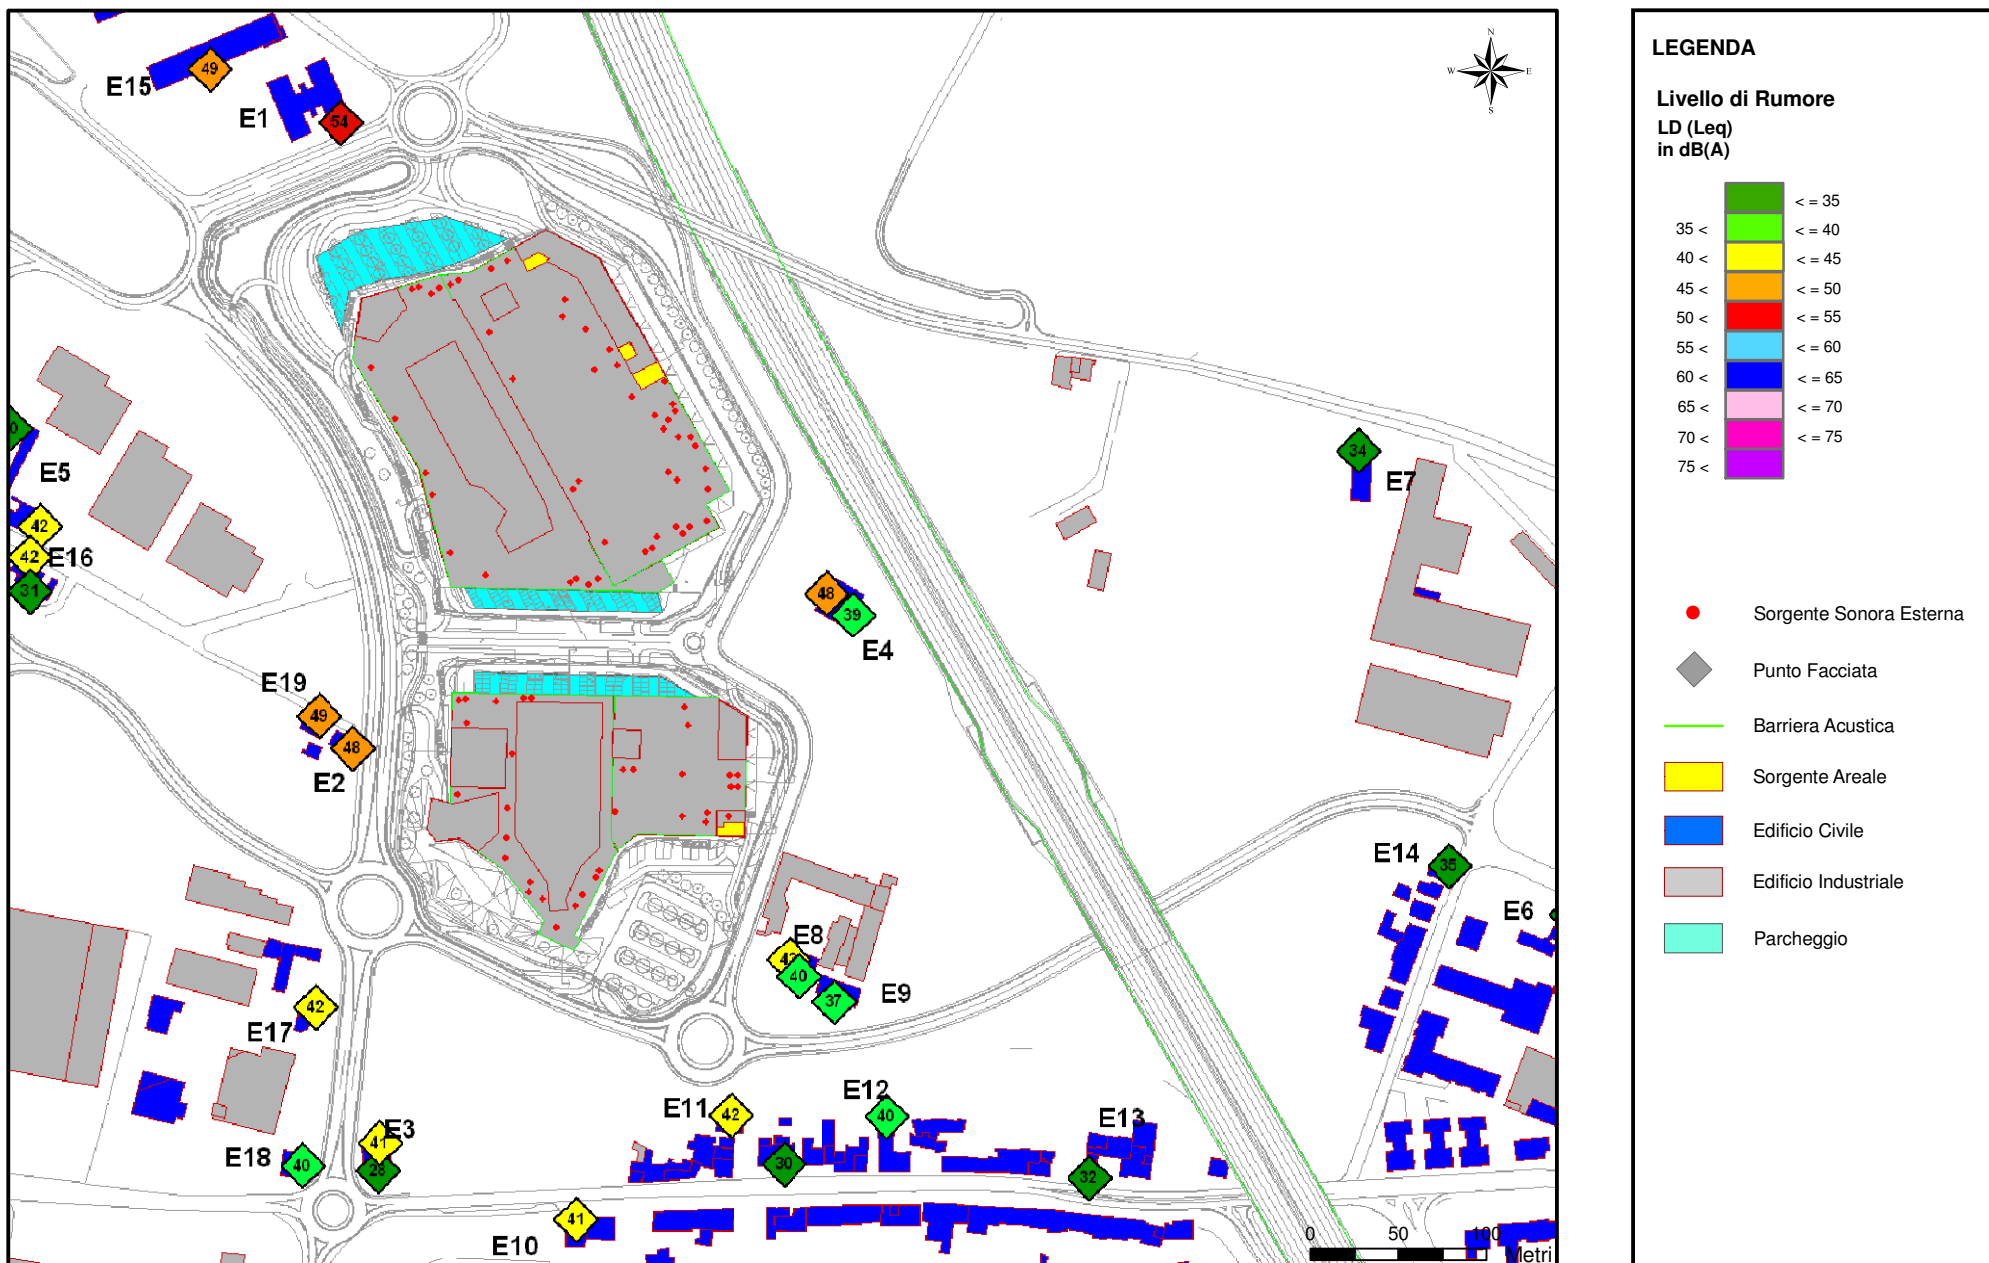 N
W
E
S
E15
49
E1
54
E5
42
42
E16
31
E19
49
48
E2
48
39
E4
34
E7
E14
35
E6
E8
40
37
E9
42
E17
E11
42
E12
40
E13
E3
41
28
E18
40
30
32
41
E10
0 50 100
Metri
LEGENDA
Livello di Rumore
LD (Leq)
in dB(A)
< = 35
35 < < = 40
40 < < = 45
45 < < = 50
50 < < = 55
55 < < = 60
60 < < = 65
65 < < = 70
70 < < = 75
75 <
Sorgente Sonora Esterna
Punto Facciata
Barriera Acustica
Sorgente Areale
Edificio Civile
Edificio Industriale
Parcheggio